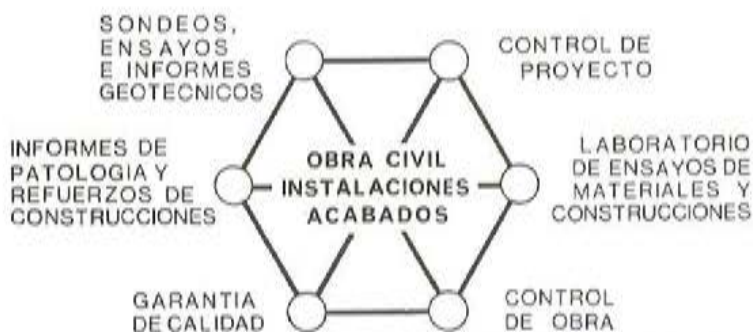 SONDEOS,
ENSAYOS
E INFORMES
GEOTECNICOS
CONTROL DE
PROYECTO
INFORMES DE
PATOLOGIA Y
REFUERZOS DE
CONSTRUCCIONES
OBRA CIVIL
INSTALACIONES
ACABADOS
LABORATORIO
DE ENSAYOS DE
MATERIALES Y
CONSTRUCCIONES
GARANTIA
DE CALIDAD
CONTROL
DE OBRA